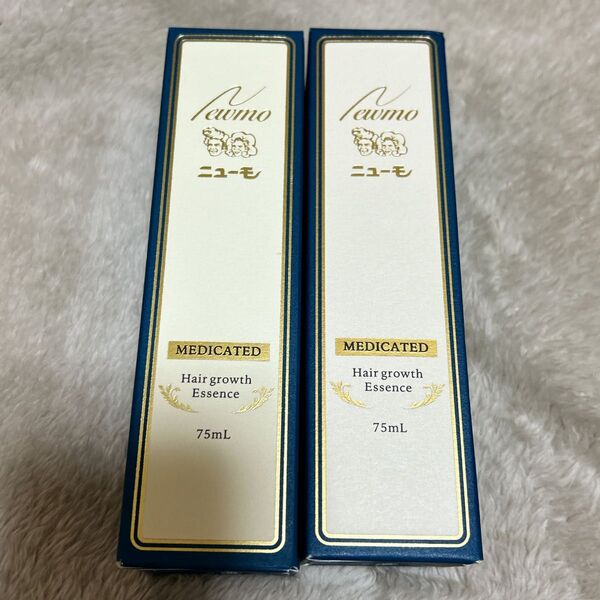 Newmo
ニューモ
MEDICATED
Hair growth
Essence
75mL
Newmo
ニューモ
MEDICATED
Hair growth
Essence
75mL